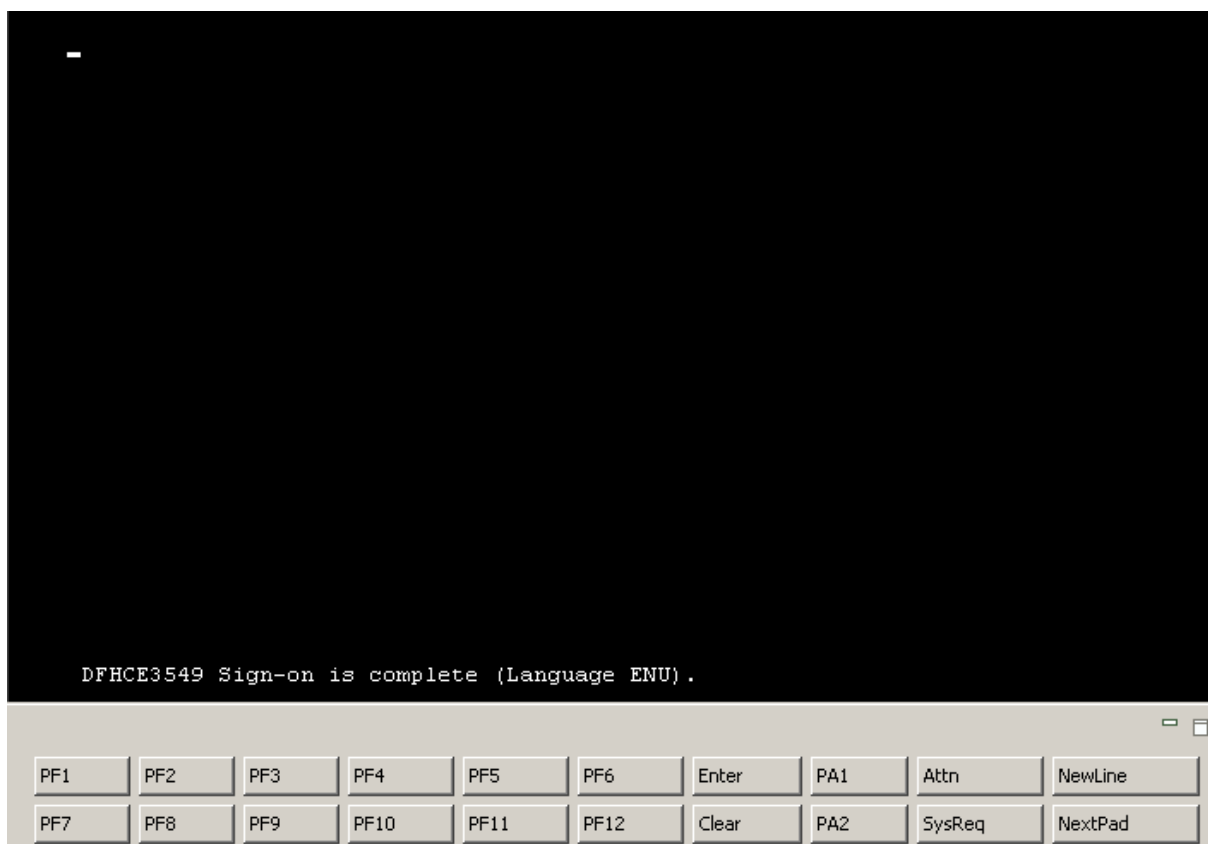 DFHCE3549 Sign-on is complete (Language ENU).
PF1 PF2 PF3 PF4 PF5 PF6 Enter PA1 Attn NewLine
PF7 PF8 PF9 PF10 PF11 PF12 Clear PA2 SysReq NextPad